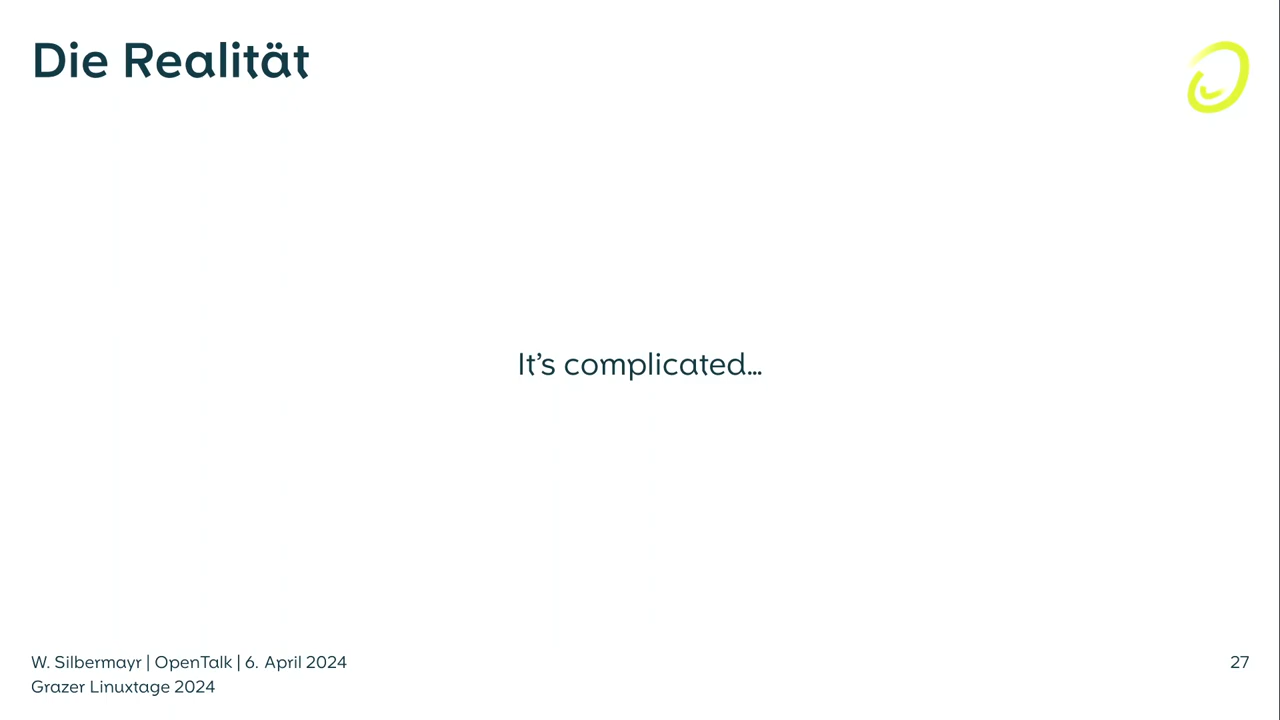 Die Realität
It’s complicated…
W. Silbermayr | OpenTalk | 6. April 2024
Grazer Linuxtage 2024
27